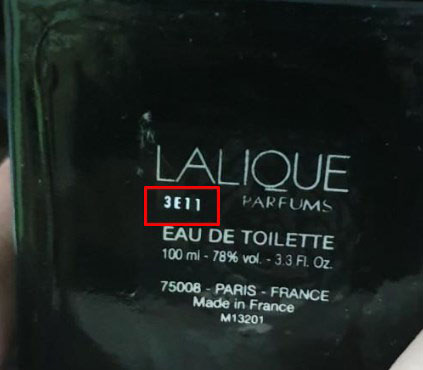 LALIQUE
3E11 PARFUMS
EAU DE TOILETTE
100 ml - 78% vol. - 3.3 Fl. Oz.
75008 - PARIS - FRANCE
Made in France
M13201